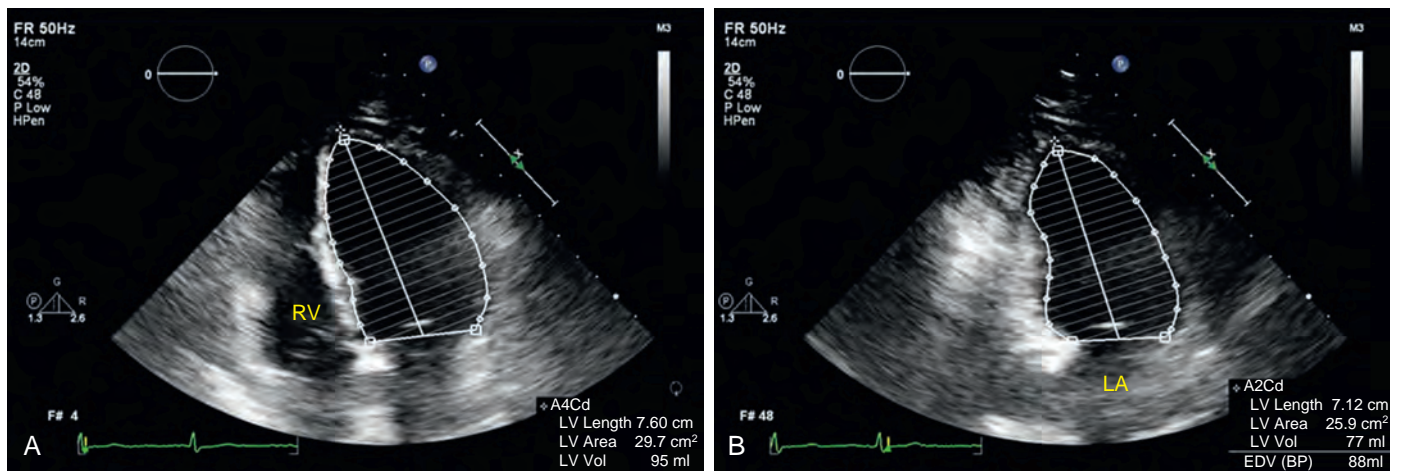 FR 50Hz
14cm
2D
54%
C 48
P Low
HPen
0
P
M3
G
P R
1.3 2.6
RV
F# 4
A
A4Cd
LV Length 7.60 cm
LV Area 29.7 cm²
LV Vol 95 ml
FR 50Hz
14cm
2D
54%
C 48
P Low
HPen
0
P
M3
G
P R
1.3 2.6
LA
F# 48
B
A2Cd
LV Length 7.12 cm
LV Area 25.9 cm²
LV Vol 77 ml
EDV (BP) 88ml